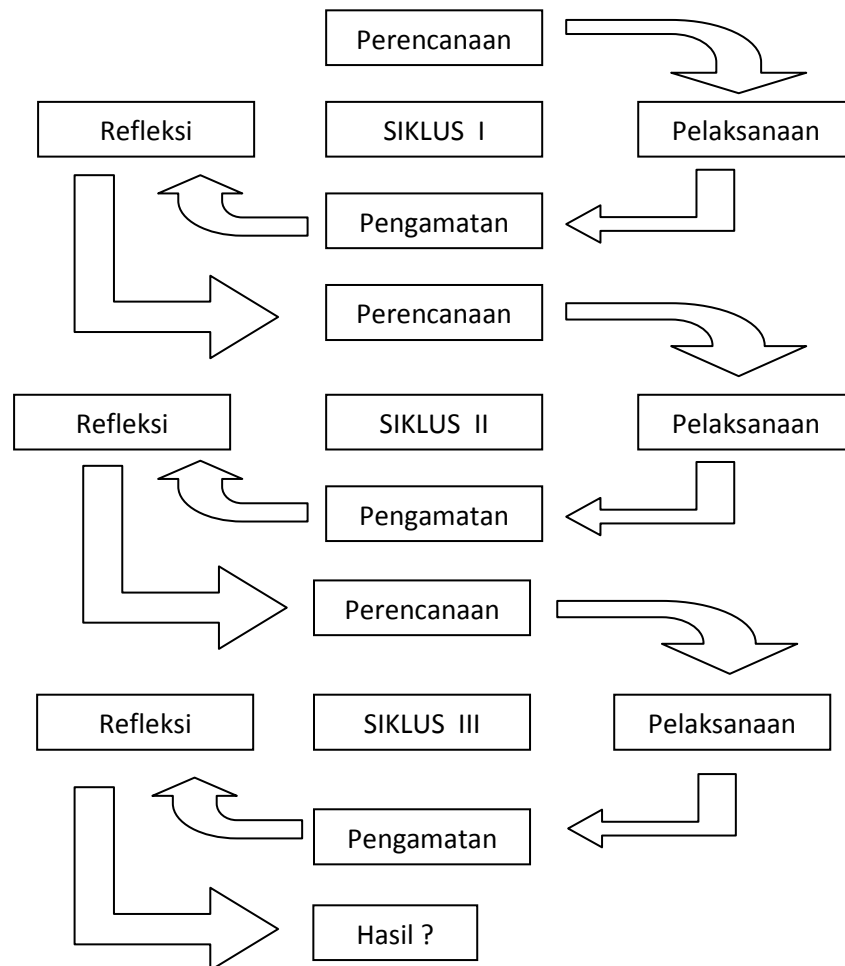 Perencanaan
Refleksi
SIKLUS I
Pelaksanaan
Pengamatan
Perencanaan
Refleksi
SIKLUS II
Pelaksanaan
Pengamatan
Perencanaan
Refleksi
SIKLUS III
Pelaksanaan
Pengamatan
Hasil ?